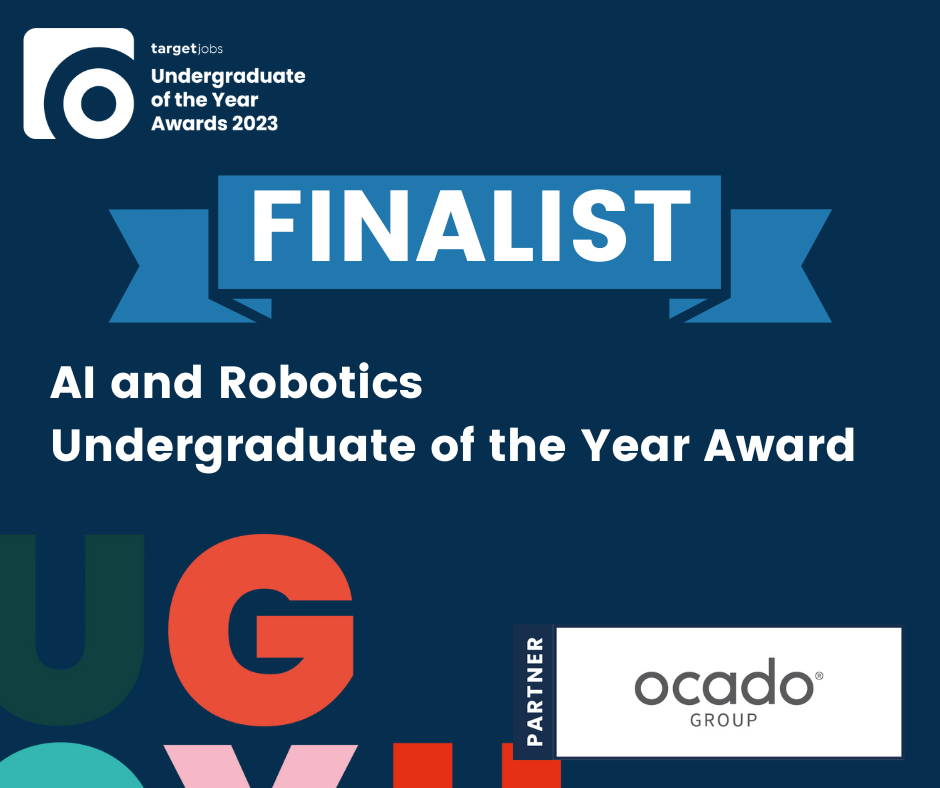 targetjobs
Undergraduate
of the Year
Awards 2023
FINALIST
AI and Robotics
Undergraduate of the Year Award
UG
PARTNER
ocado®
GROUP